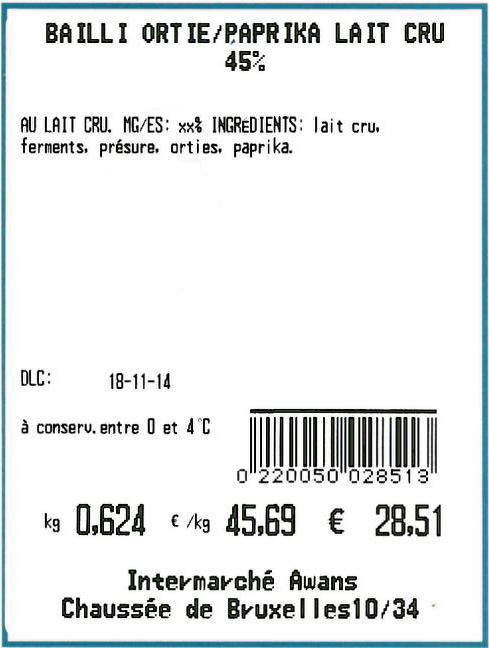 BAILLI ORTIE/PAPRIKA LAIT CRU
45%
AU LAIT CRU. MG/ES: xx% INGRÉDIENTS: lait cru,
ferments, présure, orties, paprika.
DLC: 18-11-14
à conserv.entre 0 et 4°C
0 220050 028513
kg 0,624 €/kg 45,69 € 28,51
Intermarché Awans
Chaussée de Bruxelles10/34